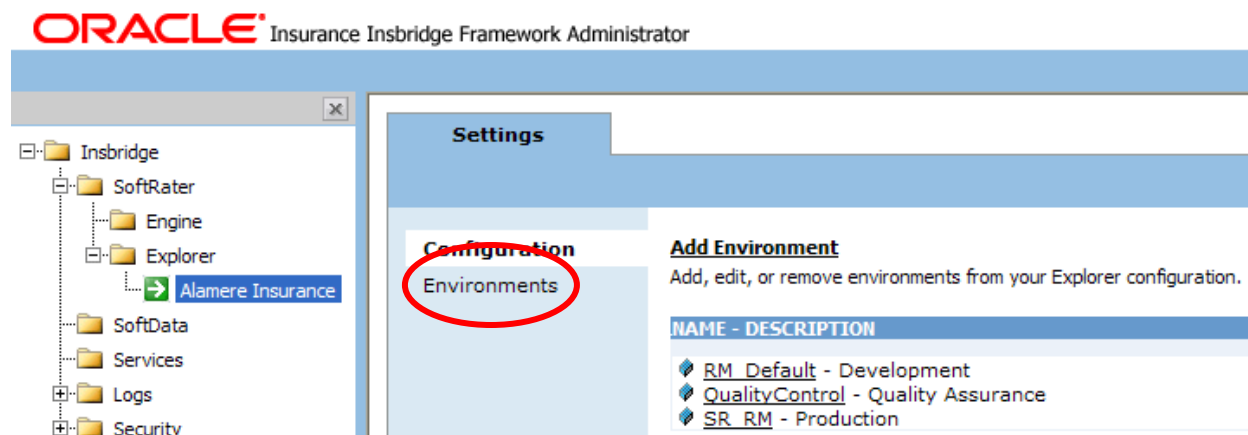 ORACLE® Insurance Insbridge Framework Administrator
Insbridge
SoftRater
Engine
Explorer
Alamere Insurance
SoftData
Services
Logs
Security
Settings
Configuration
Environments
Add Environment
Add, edit, or remove environments from your Explorer configuration.
NAME - DESCRIPTION
RM_Default - Development
QualityControl - Quality Assurance
SR_RM - Production